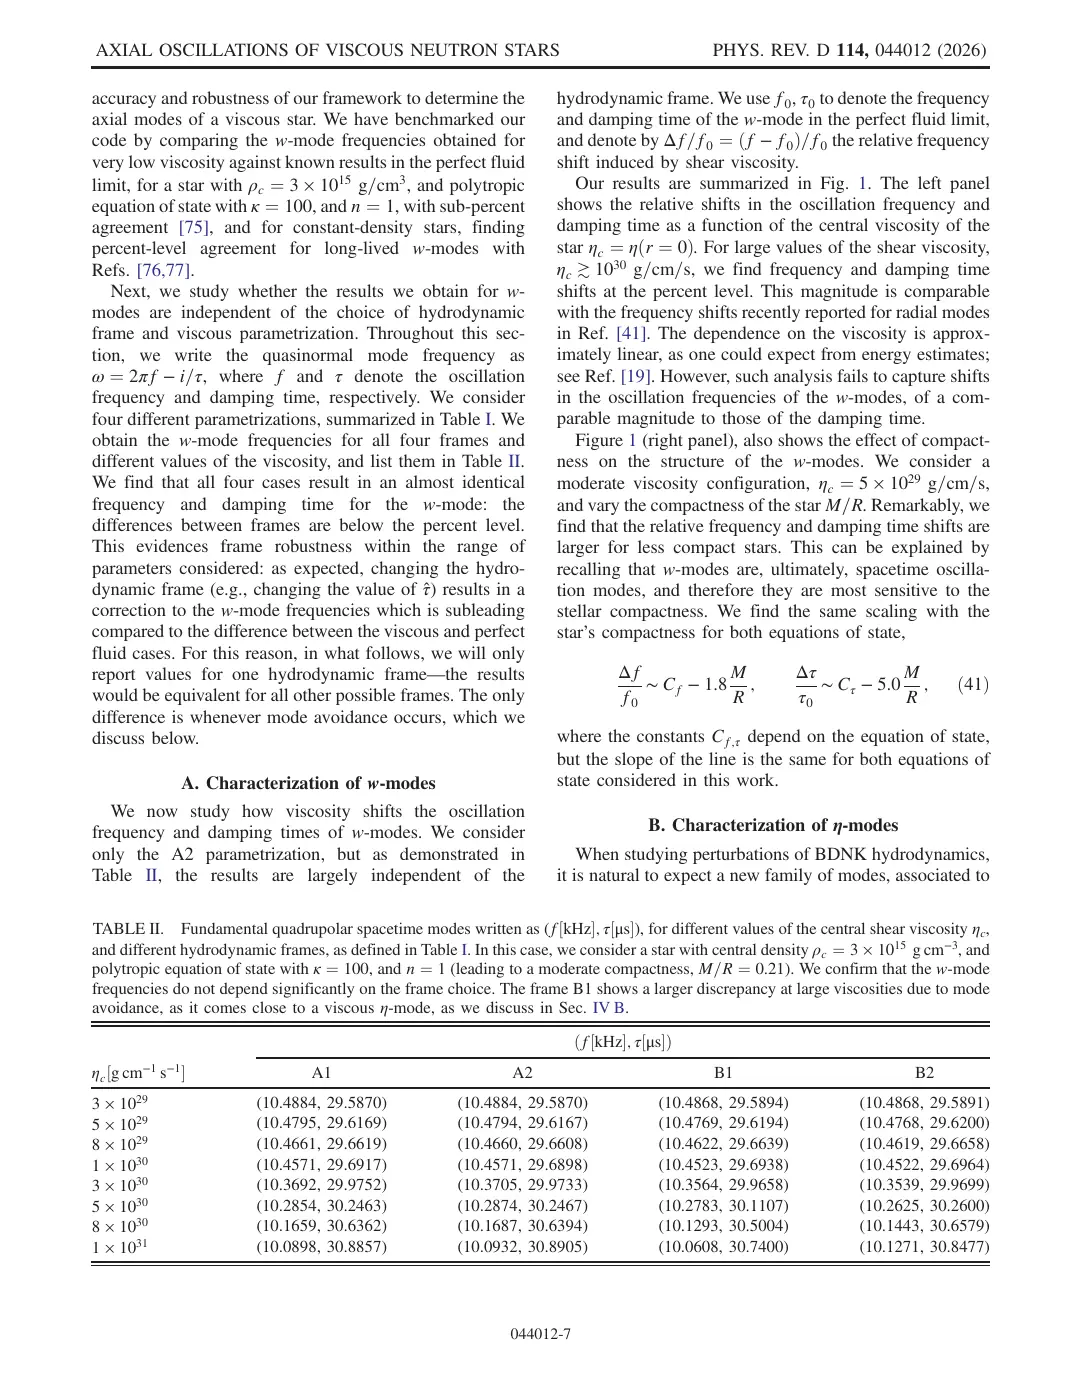 AXIAL OSCILLATIONS OF VISCOUS NEUTRON STARS
PHYS. REV. D 114, 044012 (2026)
accuracy and robustness of our framework to determine the
axial modes of a viscous star. We have benchmarked our
code by comparing the w-mode frequencies obtained for
very low viscosity against known results in the perfect fluid
limit, for a star with ρc = 3 × 10¹⁵ g/cm³, and polytropic
equation of state with κ = 100, and n = 1, with sub-percent
agreement [75], and for constant-density stars, finding
percent-level agreement for long-lived w-modes with
Refs. [76,77].
Next, we study whether the results we obtain for w-
modes are independent of the choice of hydrodynamic
frame and viscous parametrization. Throughout this sec-
tion, we write the quasinormal mode frequency as
ω = 2πf − i/τ, where f and τ denote the oscillation
frequency and damping time, respectively. We consider
four different parametrizations, summarized in Table I. We
obtain the w-mode frequencies for all four frames and
different values of the viscosity, and list them in Table II.
We find that all four cases result in an almost identical
frequency and damping time for the w-mode: the
differences between frames are below the percent level.
This evidences frame robustness within the range of
parameters considered: as expected, changing the hydro-
dynamic frame (e.g., changing the value of τ̂) results in a
correction to the w-mode frequencies which is subleading
compared to the difference between the viscous and perfect
fluid cases. For this reason, in what follows, we will only
report values for one hydrodynamic frame—the results
would be equivalent for all other possible frames. The only
difference is whenever mode avoidance occurs, which we
discuss below.
A. Characterization of w-modes
We now study how viscosity shifts the oscillation
frequency and damping times of w-modes. We consider
only the A2 parametrization, but as demonstrated in
Table II, the results are largely independent of the
hydrodynamic frame. We use f₀, τ₀ to denote the frequency
and damping time of the w-mode in the perfect fluid limit,
and denote by Δf/f₀ = (f − f₀)/f₀ the relative frequency
shift induced by shear viscosity.
Our results are summarized in Fig. 1. The left panel
shows the relative shifts in the oscillation frequency and
damping time as a function of the central viscosity of the
star ηc = η(r = 0). For large values of the shear viscosity,
ηc ≳ 10³⁰ g/cm/s, we find frequency and damping time
shifts at the percent level. This magnitude is comparable
with the frequency shifts recently reported for radial modes
in Ref. [41]. The dependence on the viscosity is approx-
imately linear, as one could expect from energy estimates;
see Ref. [19]. However, such analysis fails to capture shifts
in the oscillation frequencies of the w-modes, of a com-
parable magnitude to those of the damping time.
Figure 1 (right panel), also shows the effect of compact-
ness on the structure of the w-modes. We consider a
moderate viscosity configuration, ηc = 5 × 10²⁹ g/cm/s,
and vary the compactness of the star M/R. Remarkably, we
find that the relative frequency and damping time shifts are
larger for less compact stars. This can be explained by
recalling that w-modes are, ultimately, spacetime oscilla-
tion modes, and therefore they are most sensitive to the
stellar compactness. We find the same scaling with the
star's compactness for both equations of state,
Δf/f₀ ~ Cf − 1.8 M/R, Δτ/τ₀ ~ Cτ − 5.0 M/R, (41)
where the constants Cf,τ depend on the equation of state,
but the slope of the line is the same for both equations of
state considered in this work.
B. Characterization of η-modes
When studying perturbations of BDNK hydrodynamics,
it is natural to expect a new family of modes, associated to
TABLE II. Fundamental quadrupolar spacetime modes written as (f[kHz], τ[μs]), for different values of the central shear viscosity ηc,
and different hydrodynamic frames, as defined in Table I. In this case, we consider a star with central density ρc = 3 × 10¹⁵ g cm⁻³, and
polytropic equation of state with κ = 100, and n = 1 (leading to a moderate compactness, M/R = 0.21). We confirm that the w-mode
frequencies do not depend significantly on the frame choice. The frame B1 shows a larger discrepancy at large viscosities due to mode
avoidance, as it comes close to a viscous η-mode, as we discuss in Sec. IV B.
(f[kHz], τ[μs])
ηc[g cm⁻¹ s⁻¹] A1 A2 B1 B2
3 × 10²⁹ (10.4884, 29.5870) (10.4884, 29.5870) (10.4868, 29.5894) (10.4868, 29.5891)
5 × 10²⁹ (10.4795, 29.6169) (10.4794, 29.6167) (10.4769, 29.6194) (10.4768, 29.6200)
8 × 10²⁹ (10.4661, 29.6619) (10.4660, 29.6608) (10.4622, 29.6639) (10.4619, 29.6658)
1 × 10³⁰ (10.4571, 29.6917) (10.4571, 29.6898) (10.4523, 29.6938) (10.4522, 29.6964)
3 × 10³⁰ (10.3692, 29.9752) (10.3705, 29.9733) (10.3564, 29.9658) (10.3539, 29.9699)
5 × 10³⁰ (10.2854, 30.2463) (10.2874, 30.2467) (10.2783, 30.1107) (10.2625, 30.2600)
8 × 10³⁰ (10.1659, 30.6362) (10.1687, 30.6394) (10.1293, 30.5004) (10.1443, 30.6579)
1 × 10³¹ (10.0898, 30.8857) (10.0932, 30.8905) (10.0608, 30.7400) (10.1271, 30.8477)
044012-7